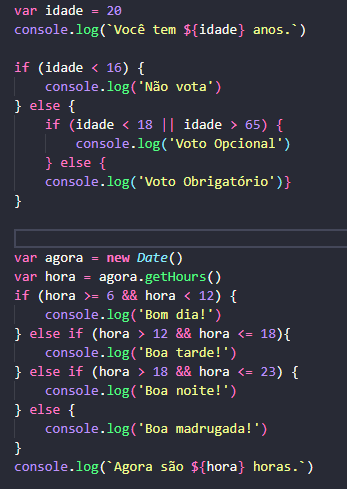 var idade = 20
console.log(`Você tem ${idade} anos.`)
if (idade < 16) {
    console.log('Não vota')
} else {
    if (idade < 18 || idade > 65) {
        console.log('Voto Opcional')
    } else {
    console.log('Voto Obrigatório')}
}
var agora = new Date()
var hora = agora.getHours()
if (hora >= 6 && hora < 12) {
    console.log('Bom dia!')
} else if (hora > 12 && hora <= 18){
    console.log('Boa tarde!')
} else if (hora > 18 && hora <= 23) {
    console.log('Boa noite!')
} else {
    console.log('Boa madrugada!')
}
console.log(`Agora são ${hora} horas.`)